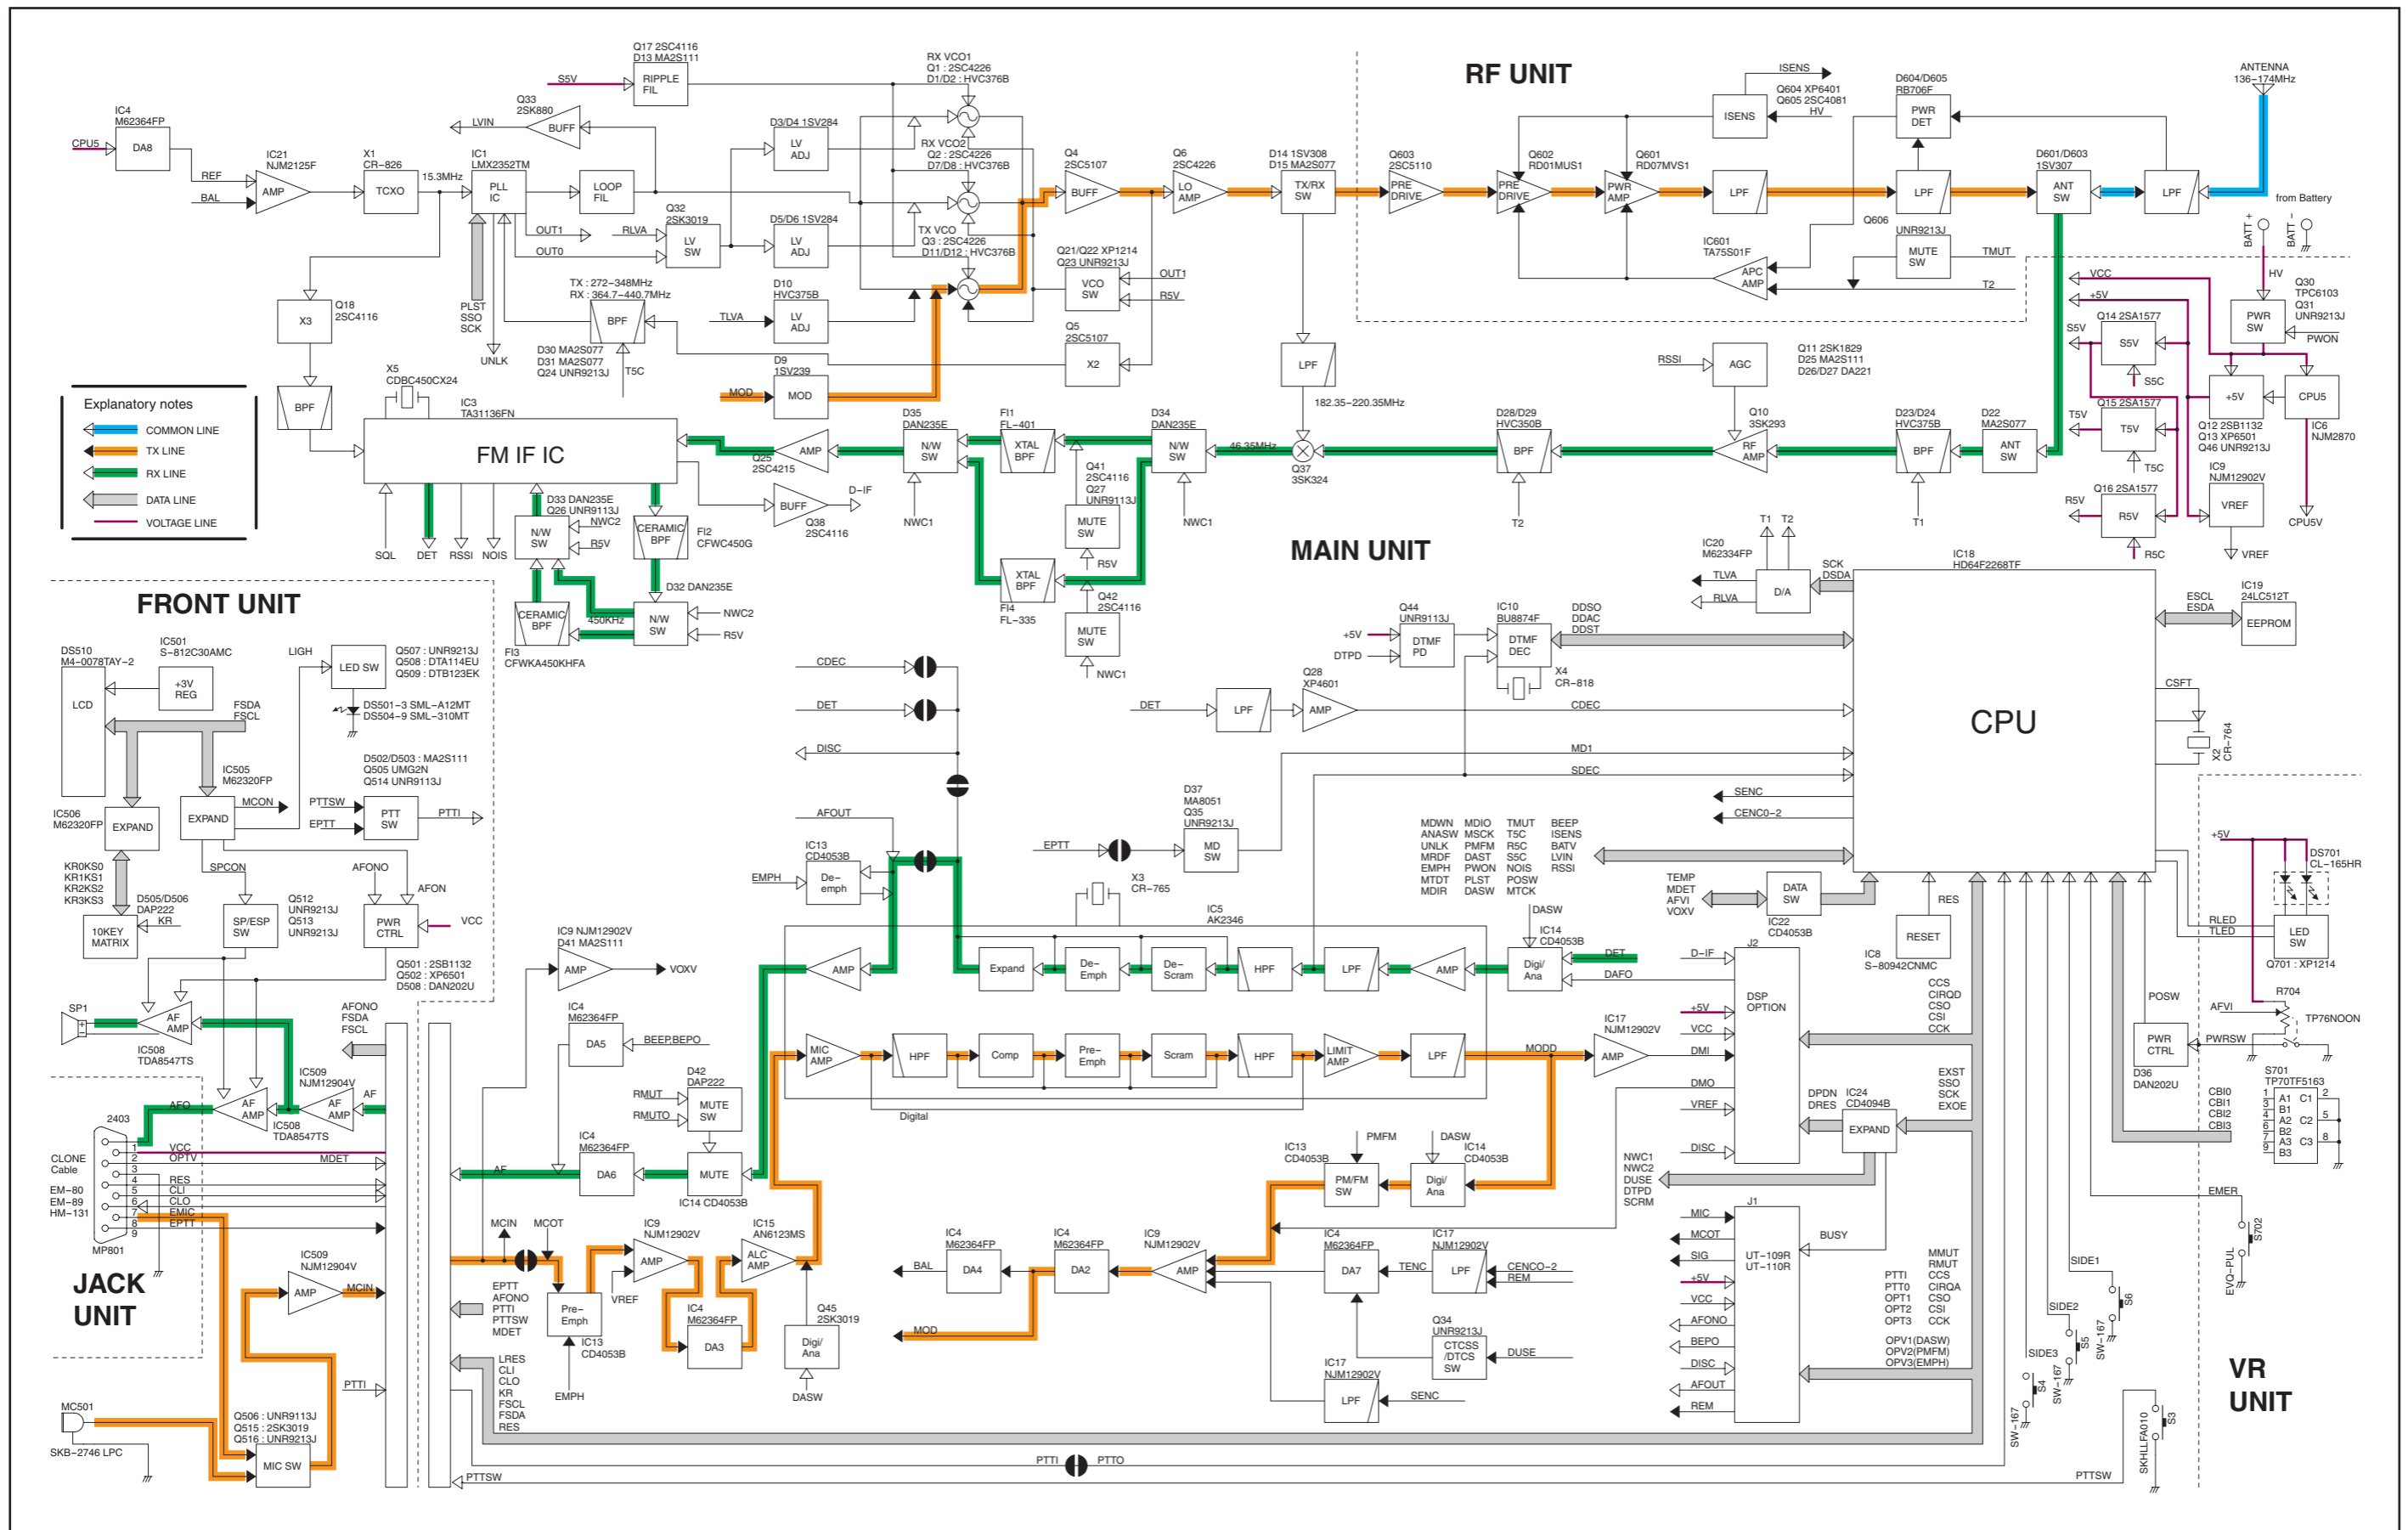 RF UNIT
MAIN UNIT
FRONT UNIT
JACK
UNIT
VR
UNIT
Explanatory notes
COMMON LINE
TX LINE
RX LINE
DATA LINE
VOLTAGE LINE
IC4
M62364FP
CPU5
DA8
REF
BAL
IC21
NJM2125F
AMP
X1
CR-826
TCXO
15.3MHz
LVIN
Q33
2SK880
BUFF
S5V
Q17 2SC4116
D13 MA2S111
RIPPLE
FIL
IC1
LMX2352TM
PLL
IC
LOOP
FIL
OUT1
OUT0
RLVA
Q32
2SK3019
LV
SW
D3/D4 1SV284
LV
ADJ
D5/D6 1SV284
LV
ADJ
D10
HVC375B
TLVA
LV
ADJ
D9
1SV239
MOD
MOD
RX VCO1
Q1 : 2SC4226
D1/D2 : HVC376B
RX VCO2
Q2 : 2SC4226
D7/D8 : HVC376B
TX VCO
Q3 : 2SC4226
D11/D12 : HVC376B
Q4
2SC5107
BUFF
Q6
2SC4226
LO
AMP
D14 1SV308
D15 MA2S077
TX/RX
SW
Q21/Q22 XP1214
Q23 UNR9213J
VCO
SW
OUT1
R5V
Q5
2SC5107
X2
TX : 272-348MHz
RX : 364.7-440.7MHz
BPF
D30 MA2S077
D31 MA2S077
Q24 UNR9213J
T5C
PLST
SSO
SCK
UNLK
X3
Q18
2SC4116
BPF
X5
CDBC450CX24
IC3
TA31136FN
FM IF IC
SQL
DET
RSSI
NOIS
D33 DAN235E
Q26 UNR9113J
N/W
SW
NWC2
R5V
CERAMIC
BPF
FI2
CFWC450G
D32 DAN235E
N/W
SW
NWC2
R5V
450KHz
CERAMIC
BPF
FI3
CFWKA450KHFA
Q25
2SC4215
AMP
BUFF
D-IF
Q38
2SC4116
D35
DAN235E
N/W
SW
NWC1
FI1
FL-401
XTAL
BPF
Q41
2SC4116
Q27
UNR9113J
MUTE
SW
R5V
XTAL
BPF
FI4
FL-335
Q42
2SC4116
MUTE
SW
NWC1
D34
DAN235E
N/W
SW
NWC1
46.35MHz
LPF
182.35-220.35MHz
Q37
3SK324
D28/D29
HVC350B
BPF
T2
RSSI
AGC
Q11 2SK1829
D25 MA2S111
D26/D27 DA221
Q10
3SK293
RF
AMP
D23/D24
HVC375B
BPF
T1
D22
MA2S077
ANT
SW
Q603
2SC5110
PRE
DRIVE
Q602
RD01MUS1
PRE
DRIVE
Q601
RD07MVS1
PWR
AMP
LPF
LPF
ISENS
ISENS
Q604 XP6401
Q605 2SC4081
HV
D604/D605
RB706F
PWR
DET
D601/D603
1SV307
ANT
SW
LPF
ANTENNA
136-174MHz
IC601
TA75S01F
APC
AMP
Q606
UNR9213J
MUTE
SW
TMUT
T2
from Battery
BATT +
BATT -
HV
VCC
+5V
Q30
TPC6103
Q31
UNR9213J
PWR
SW
PWON
Q14 2SA1577
S5V
S5V
S5C
+5V
CPU5
T5V
Q15 2SA1577
T5V
T5C
Q12 2SB1132
Q13 XP6501
Q46 UNR9213J
IC6
NJM2870
R5V
Q16 2SA1577
R5V
R5C
IC9
NJM12902V
VREF
VREF
CPU5V
DS510
M4-0078TAY-2
LCD
IC501
S-812C30AMC
+3V
REG
LIGH
LED SW
Q507 : UNR9213J
Q508 : DTA114EU
Q509 : DTB123EK
DS501-3 SML-A12MT
DS504-9 SML-310MT
FSDA
FSCL
IC505
M62320FP
EXPAND
MCON
D502/D503 : MA2S111
Q505 UMG2N
Q514 UNR9113J
PTTSW
EPTT
PTT
SW
PTTI
IC506
M62320FP
EXPAND
KR0KS0
KR1KS1
KR2KS2
KR3KS3
D505/D506
DAP222
10KEY
MATRIX
KR
SPCON
SP/ESP
SW
Q512
UNR9213J
Q513
UNR9213J
AFONO
AFON
PWR
CTRL
VCC
Q501 : 2SB1132
Q502 : XP6501
D508 : DAN202U
SP1
AF
AMP
IC508
TDA8547TS
AFONO
FSDA
FSCL
IC509
NJM12904V
AF
AF
AMP
AF
AMP
IC508
TDA8547TS
AFO
2403
CLONE
Cable
EM-80
EM-89
HM-131
MP801
1
2
3
4
5
6
7
8
9
VCC
OPTV
MDET
RES
CLI
CLO
EMIC
EPTT
IC509
NJM12904V
AMP
MCIN
PTTI
MC501
SKB-2746 LPC
Q506 : UNR9113J
Q515 : 2SK3019
Q516 : UNR9213J
MIC SW
CDEC
DET
DISC
AFOUT
IC13
CD4053B
EMPH
De-
emph
EPTT
D37
MA8051
Q35
UNR9213J
MD
SW
X3
CR-765
IC5
AK2346
IC9 NJM12902V
D41 MA2S111
AMP
VOXV
AMP
Expand
De-
Emph
De-
Scram
HPF
LPF
AMP
DASW
IC14
CD4053B
Digi/
Ana
DET
DAFO
IC4
M62364FP
DA5
BEEP.BEPO
MIC
AMP
HPF
Comp
Pre-
Emph
Scram
HPF
LIMIT
AMP
LPF
Digital
MODD
IC17
NJM12902V
AMP
D42
DAP222
RMUT
RMUTO
MUTE
SW
IC4
M62364FP
AF
DA6
MUTE
IC14 CD4053B
PMFM
IC13
CD4053B
PM/FM
SW
DASW
IC14
CD4053B
Digi/
Ana
MCIN
MCOT
IC9
NJM12902V
AMP
VREF
IC15
AN6123MS
ALC
AMP
Pre-
Emph
IC13
CD4053B
EMPH
IC4
M62364FP
DA3
Q45
2SK3019
Digi/
Ana
DASW
EPTT
AFONO
PTTI
PTTSW
MDET
LRES
CLI
CLO
KR
FSCL
FSDA
RES
BAL
IC4
M62364FP
DA4
IC4
M62364FP
DA2
IC9
NJM12902V
AMP
MOD
IC4
M62364FP
DA7
TENC
IC17
NJM12902V
LPF
CENCO-2
REM
Q34
UNR9213J
CTCSS
/DTCS
SW
DUSE
IC17
NJM12902V
LPF
SENC
PTTI
PTTO
PTTSW
PTTSW
Q44
UNR9113J
+5V
DTPD
DTMF
PD
IC10
BU8874F
DTMF
DEC
X4
CR-818
DDSO
DDAC
DDST
DET
LPF
Q28
XP4601
AMP
CDEC
MD1
SDEC
SENC
CENC0-2
IC20
M62334FP
T1
T2
TLVA
RLVA
D/A
SCK
DSDA
IC18
HD64F2268TF
CPU
ESCL
ESDA
IC19
24LC512T
EEPROM
CSFT
X2
CR-764
MDWN MDIO TMUT BEEP
ANASW MSCK T5C ISENS
UNLK PMFM R5C BATV
MRDF DAST S5C LVIN
EMPH PWON NOIS RSSI
MTDT PLST POSW
MDIR DASW MTCK
TEMP
MDET
AFVI
VOXV
DATA
SW
IC22
CD4053B
RES
RESET
IC8
S-80942CNMC
J2
DSP
OPTION
D-IF
+5V
VCC
DMI
DMO
VREF
DISC
CCS
CIRQD
CSO
CSI
CCK
DPDN
DRES
IC24
CD4094B
EXPAND
EXST
SSO
SCK
EXOE
NWC1
NWC2
DUSE
DTPD
SCRM
J1
UT-109R
UT-110R
BUSY
MIC
MCOT
SIG
+5V
VCC
AFONO
BEPO
DISC
AFOUT
REM
MMUT
RMUT
PTTI CCS
PTT0 CIRQA
OPT1 CSO
OPT2 CSI
OPT3 CCK
OPV1(DASW)
OPV2(PMFM)
OPV3(EMPH)
+5V
DS701
CL-165HR
RLED
TLED
LED
SW
Q701 : XP1214
POSW
R704
AFVI
TP76NOON
PWRSW
PWR
CTRL
D36
DAN202U
CBI0
CBI1
CBI2
CBI3
S701
TP70TF5163
1 A1 C1 2
3 B1
4 A2 C2 5
6 B2
7 A3 C3 8
9 B3
EMER
S702
EVQ-PUL
SIDE1
S6
SW-167
SIDE2
S5
SW-167
SIDE3
S4
SW-167
S3
SKHLLFA010